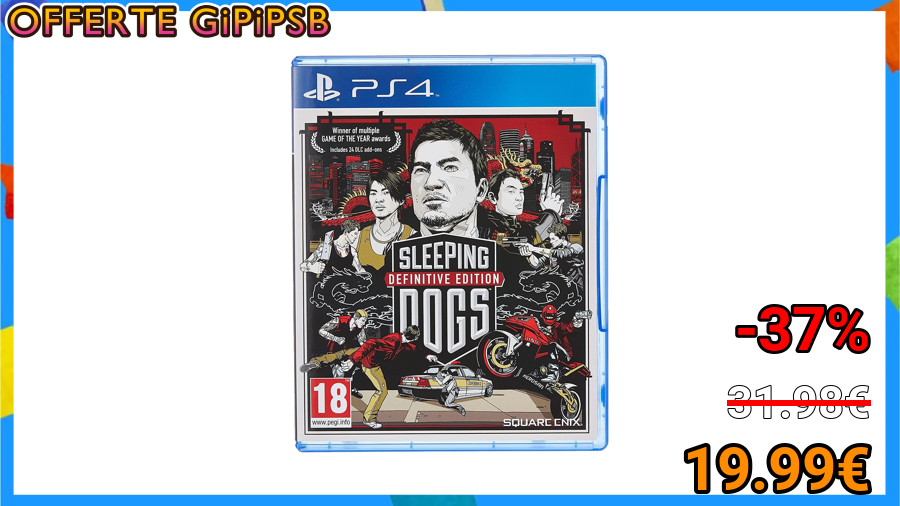 OFFERTE GiPiPSB
PS4
Winner of multiple
GAME OF THE YEAR awards
Includes 24 DLC add-ons
SLEEPING
DEFINITIVE EDITION
DOGS
18
www.pegi.info
SQUARE ENIX.
-37%
31.98€
19.99€